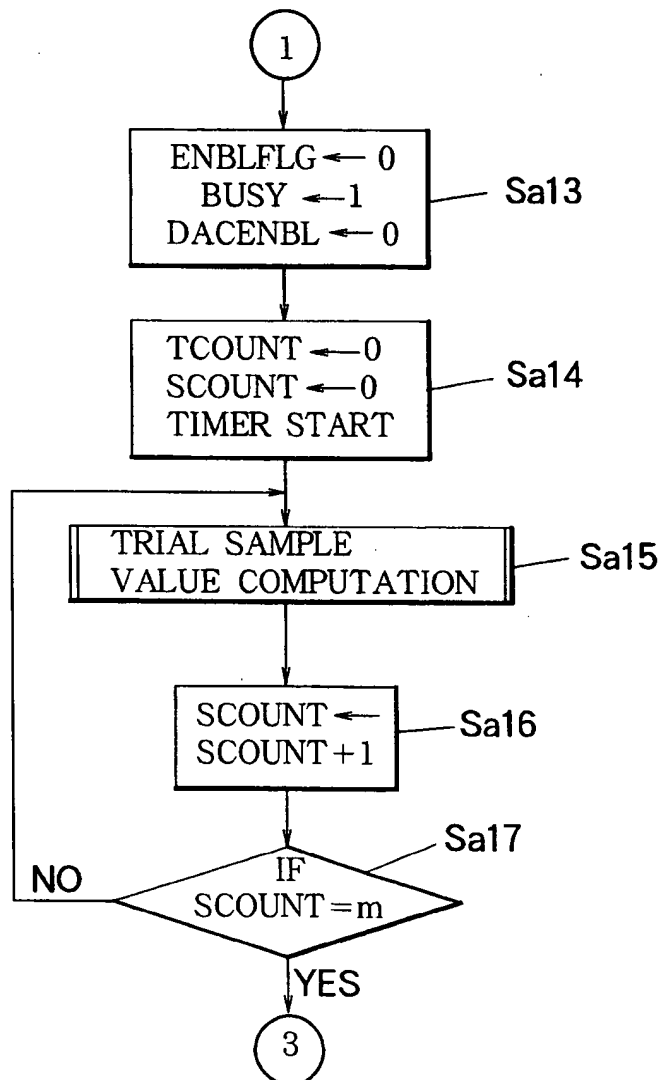 1
ENBLFLG ← 0
BUSY ← 1
DACENBL ← 0
Sa13
TCOUNT ← 0
SCOUNT ← 0
TIMER START
Sa14
TRIAL SAMPLE
VALUE COMPUTATION
Sa15
SCOUNT ←
SCOUNT+1
Sa16
Sa17
IF
SCOUNT=m
NO
YES
3